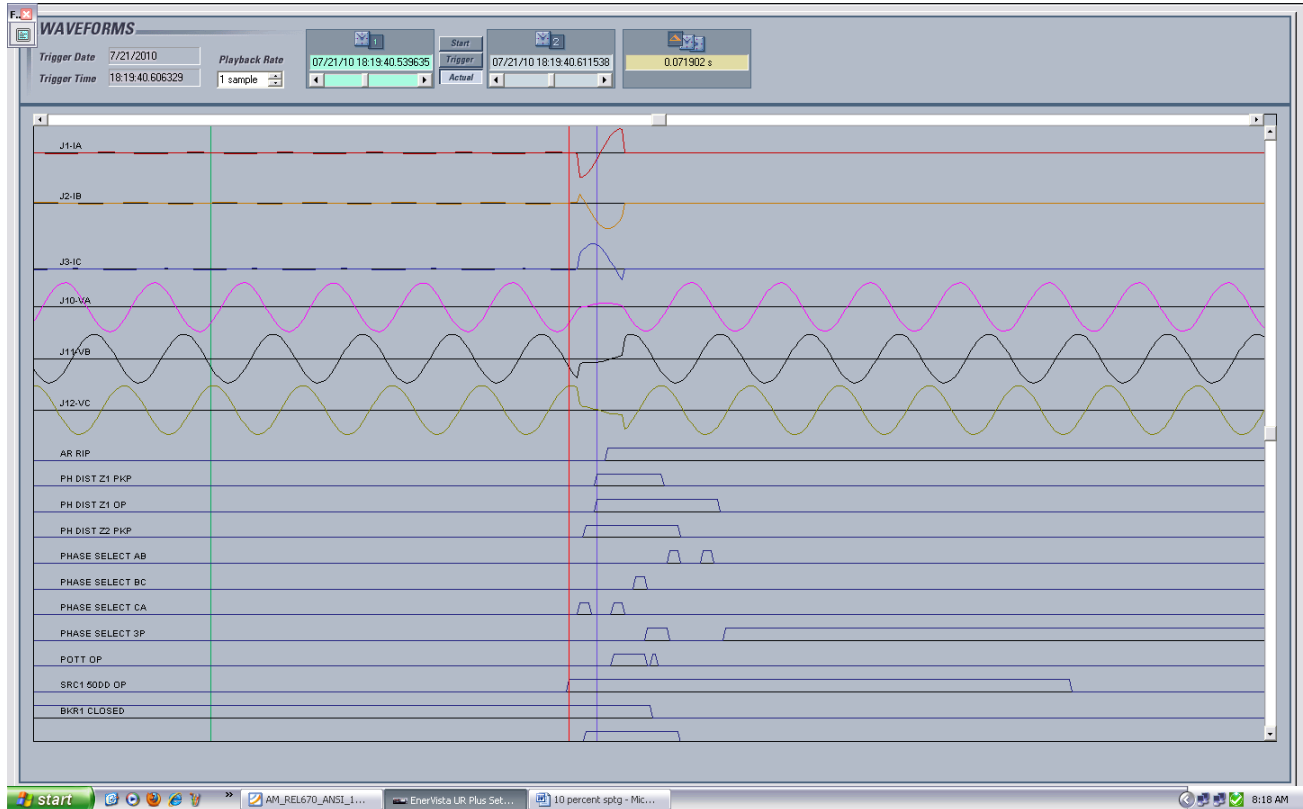 F..
WAVEFORMS
Trigger Date 7/21/2010
Trigger Time 18:19:40.606329
Playback Rate
1 sample
1
07/21/10 18:19:40.539635
Start
Trigger
Actual
2
07/21/10 18:19:40.611538
0.071902 s
J1-IA
J2-IB
J3-IC
J10-VA
J11-VB
J12-VC
AR RIP
PH DIST Z1 PKP
PH DIST Z1 OP
PH DIST Z2 PKP
PHASE SELECT AB
PHASE SELECT BC
PHASE SELECT CA
PHASE SELECT 3P
POTT OP
SRC1 50DD OP
BKR1 CLOSED
start
»
AM_REL670_ANSI_1...
EnerVista UR Plus Set...
10 percent sptg - Mic...
8:18 AM